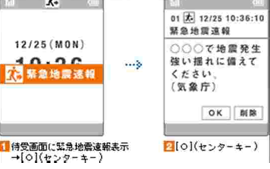 12/25(MON)
10:36
緊急地震速報
01 12/25 10:36:10
緊急地震速報
○○○で地震発生
強い揺れに備えて
ください。
(気象庁)
OK 削除
1 待受画面に緊急地震速報表示
→[○](センターキー)
2 [○](センターキー)